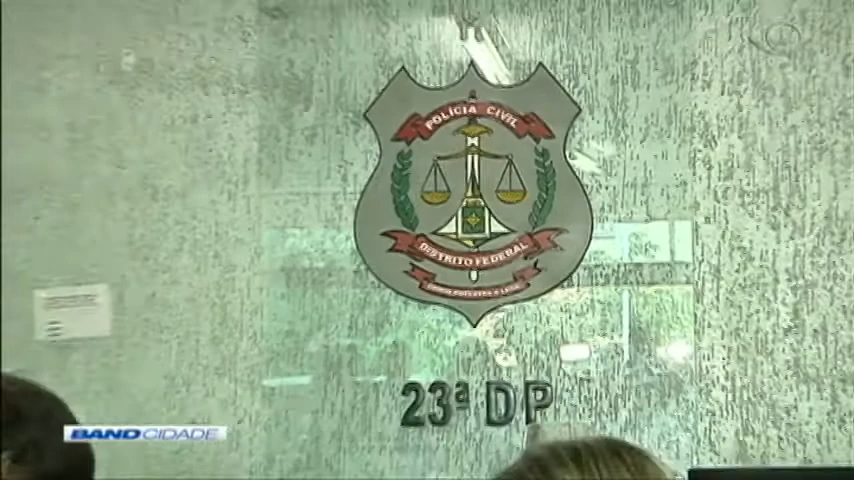 POLÍCIA CIVIL
DISTRITO FEDERAL
23ª DP
BANDCIDADE